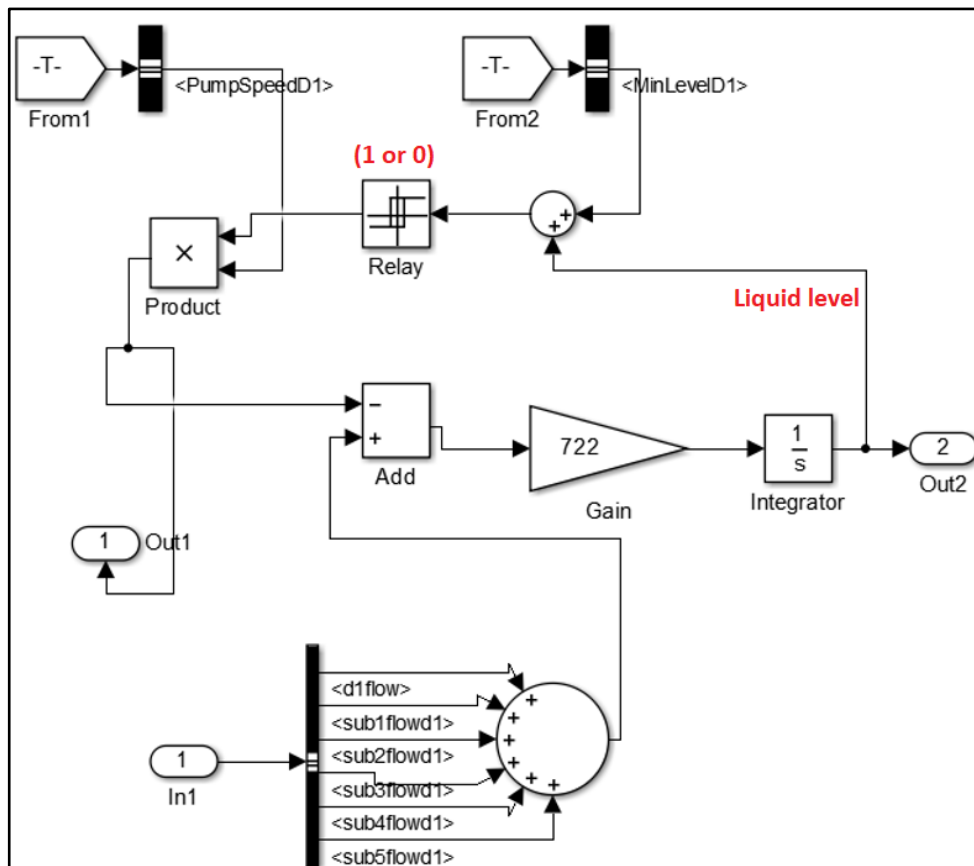 -T-
<PumpSpeedD1>
From1
-T-
<MinLevelD1>
From2
(1 or 0)
Relay
+
+
×
Product
Liquid level
−
+
Add
722
Gain
1
s
Integrator
2
Out2
1
Out1
<d1flow>
<sub1flowd1>
<sub2flowd1>
<sub3flowd1>
<sub4flowd1>
<sub5flowd1>
+
+
+
+
+
+
1
In1